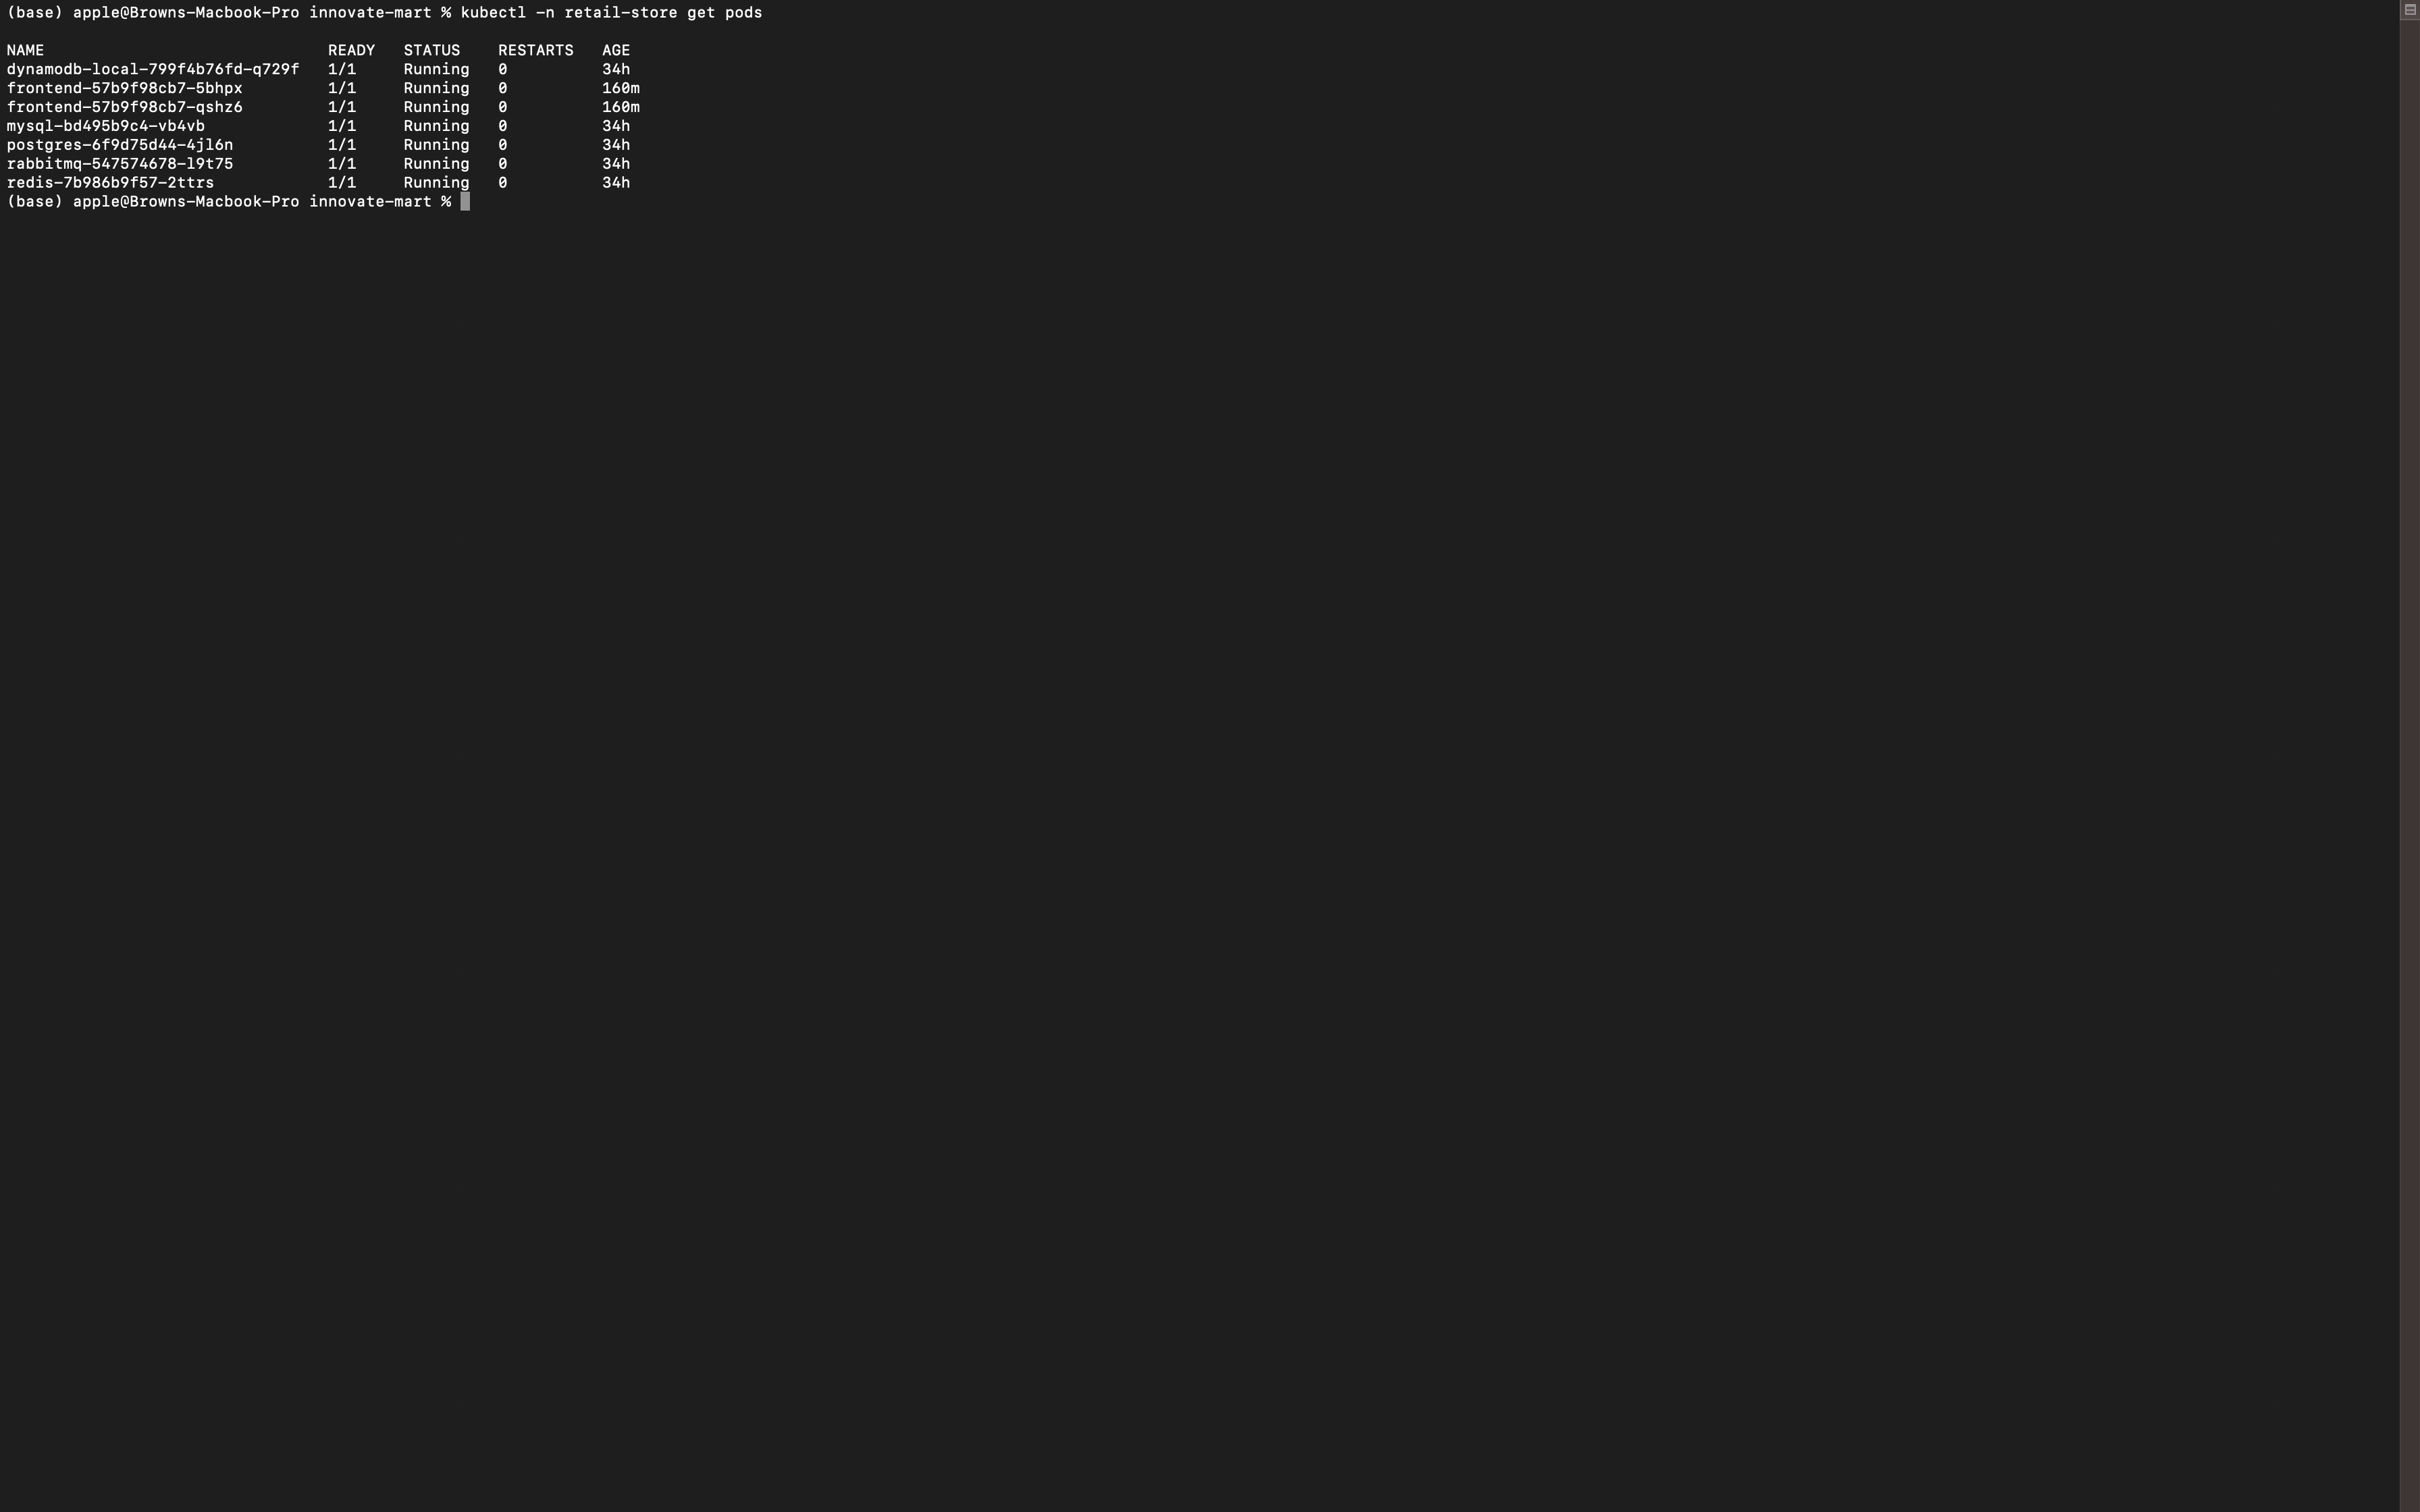 (base) apple@Browns-Macbook-Pro innovate-mart % kubectl -n retail-store get pods
NAME READY STATUS RESTARTS AGE
dynamodb-local-799f4b76fd-q729f 1/1 Running 0 34h
frontend-57b9f98cb7-5bhpx 1/1 Running 0 160m
frontend-57b9f98cb7-qshz6 1/1 Running 0 160m
mysql-bd495b9c4-vb4vb 1/1 Running 0 34h
postgres-6f9d75d44-4jl6n 1/1 Running 0 34h
rabbitmq-547574678-l9t75 1/1 Running 0 34h
redis-7b986b9f57-2ttrs 1/1 Running 0 34h
(base) apple@Browns-Macbook-Pro innovate-mart %